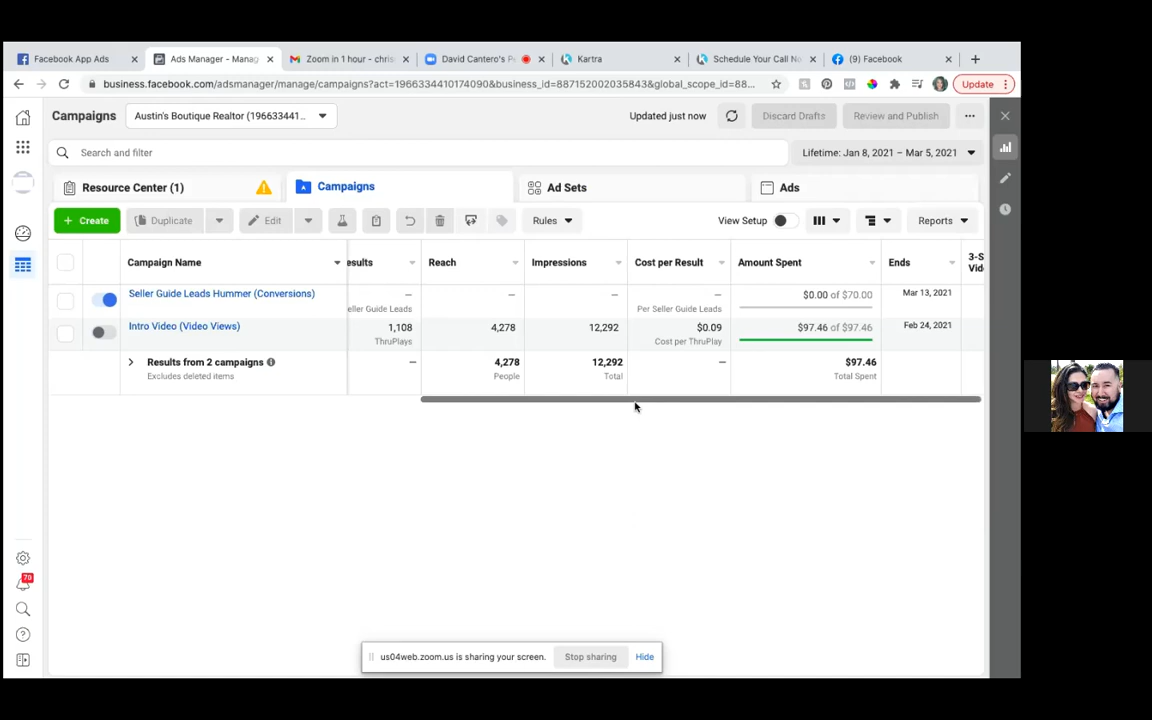 Facebook App Ads
Ads Manager - Manag
Zoom in 1 hour - chris
David Cantero's P
Kartra
Schedule Your Call No
(9) Facebook
business.facebook.com/adsmanager/manage/campaigns?act=1966334410174090&business_id=887152002035843&global_scope_id=88...
Update
Campaigns
Austin's Boutique Realtor (196633441...
Updated just now
Discard Drafts
Review and Publish
Search and filter
Lifetime: Jan 8, 2021 – Mar 5, 2021
Resource Center (1)
Campaigns
Ad Sets
Ads
+ Create
Duplicate
Edit
Rules
View Setup
Reports
Campaign Name
esults
Reach
Impressions
Cost per Result
Amount Spent
Ends
3-S
Vide
Seller Guide Leads Hummer (Conversions)
— — — — $0.00 of $70.00 Mar 13, 2021
eller Guide Leads
Per Seller Guide Leads
Intro Video (Video Views)
1,108 4,278 12,292 $0.09 $97.46 of $97.46 Feb 24, 2021
ThruPlays
Cost per ThruPlay
Results from 2 campaigns
— 4,278 12,292 — $97.46
Excludes deleted items
People
Total
Total Spent
70
us04web.zoom.us is sharing your screen.
Stop sharing
Hide